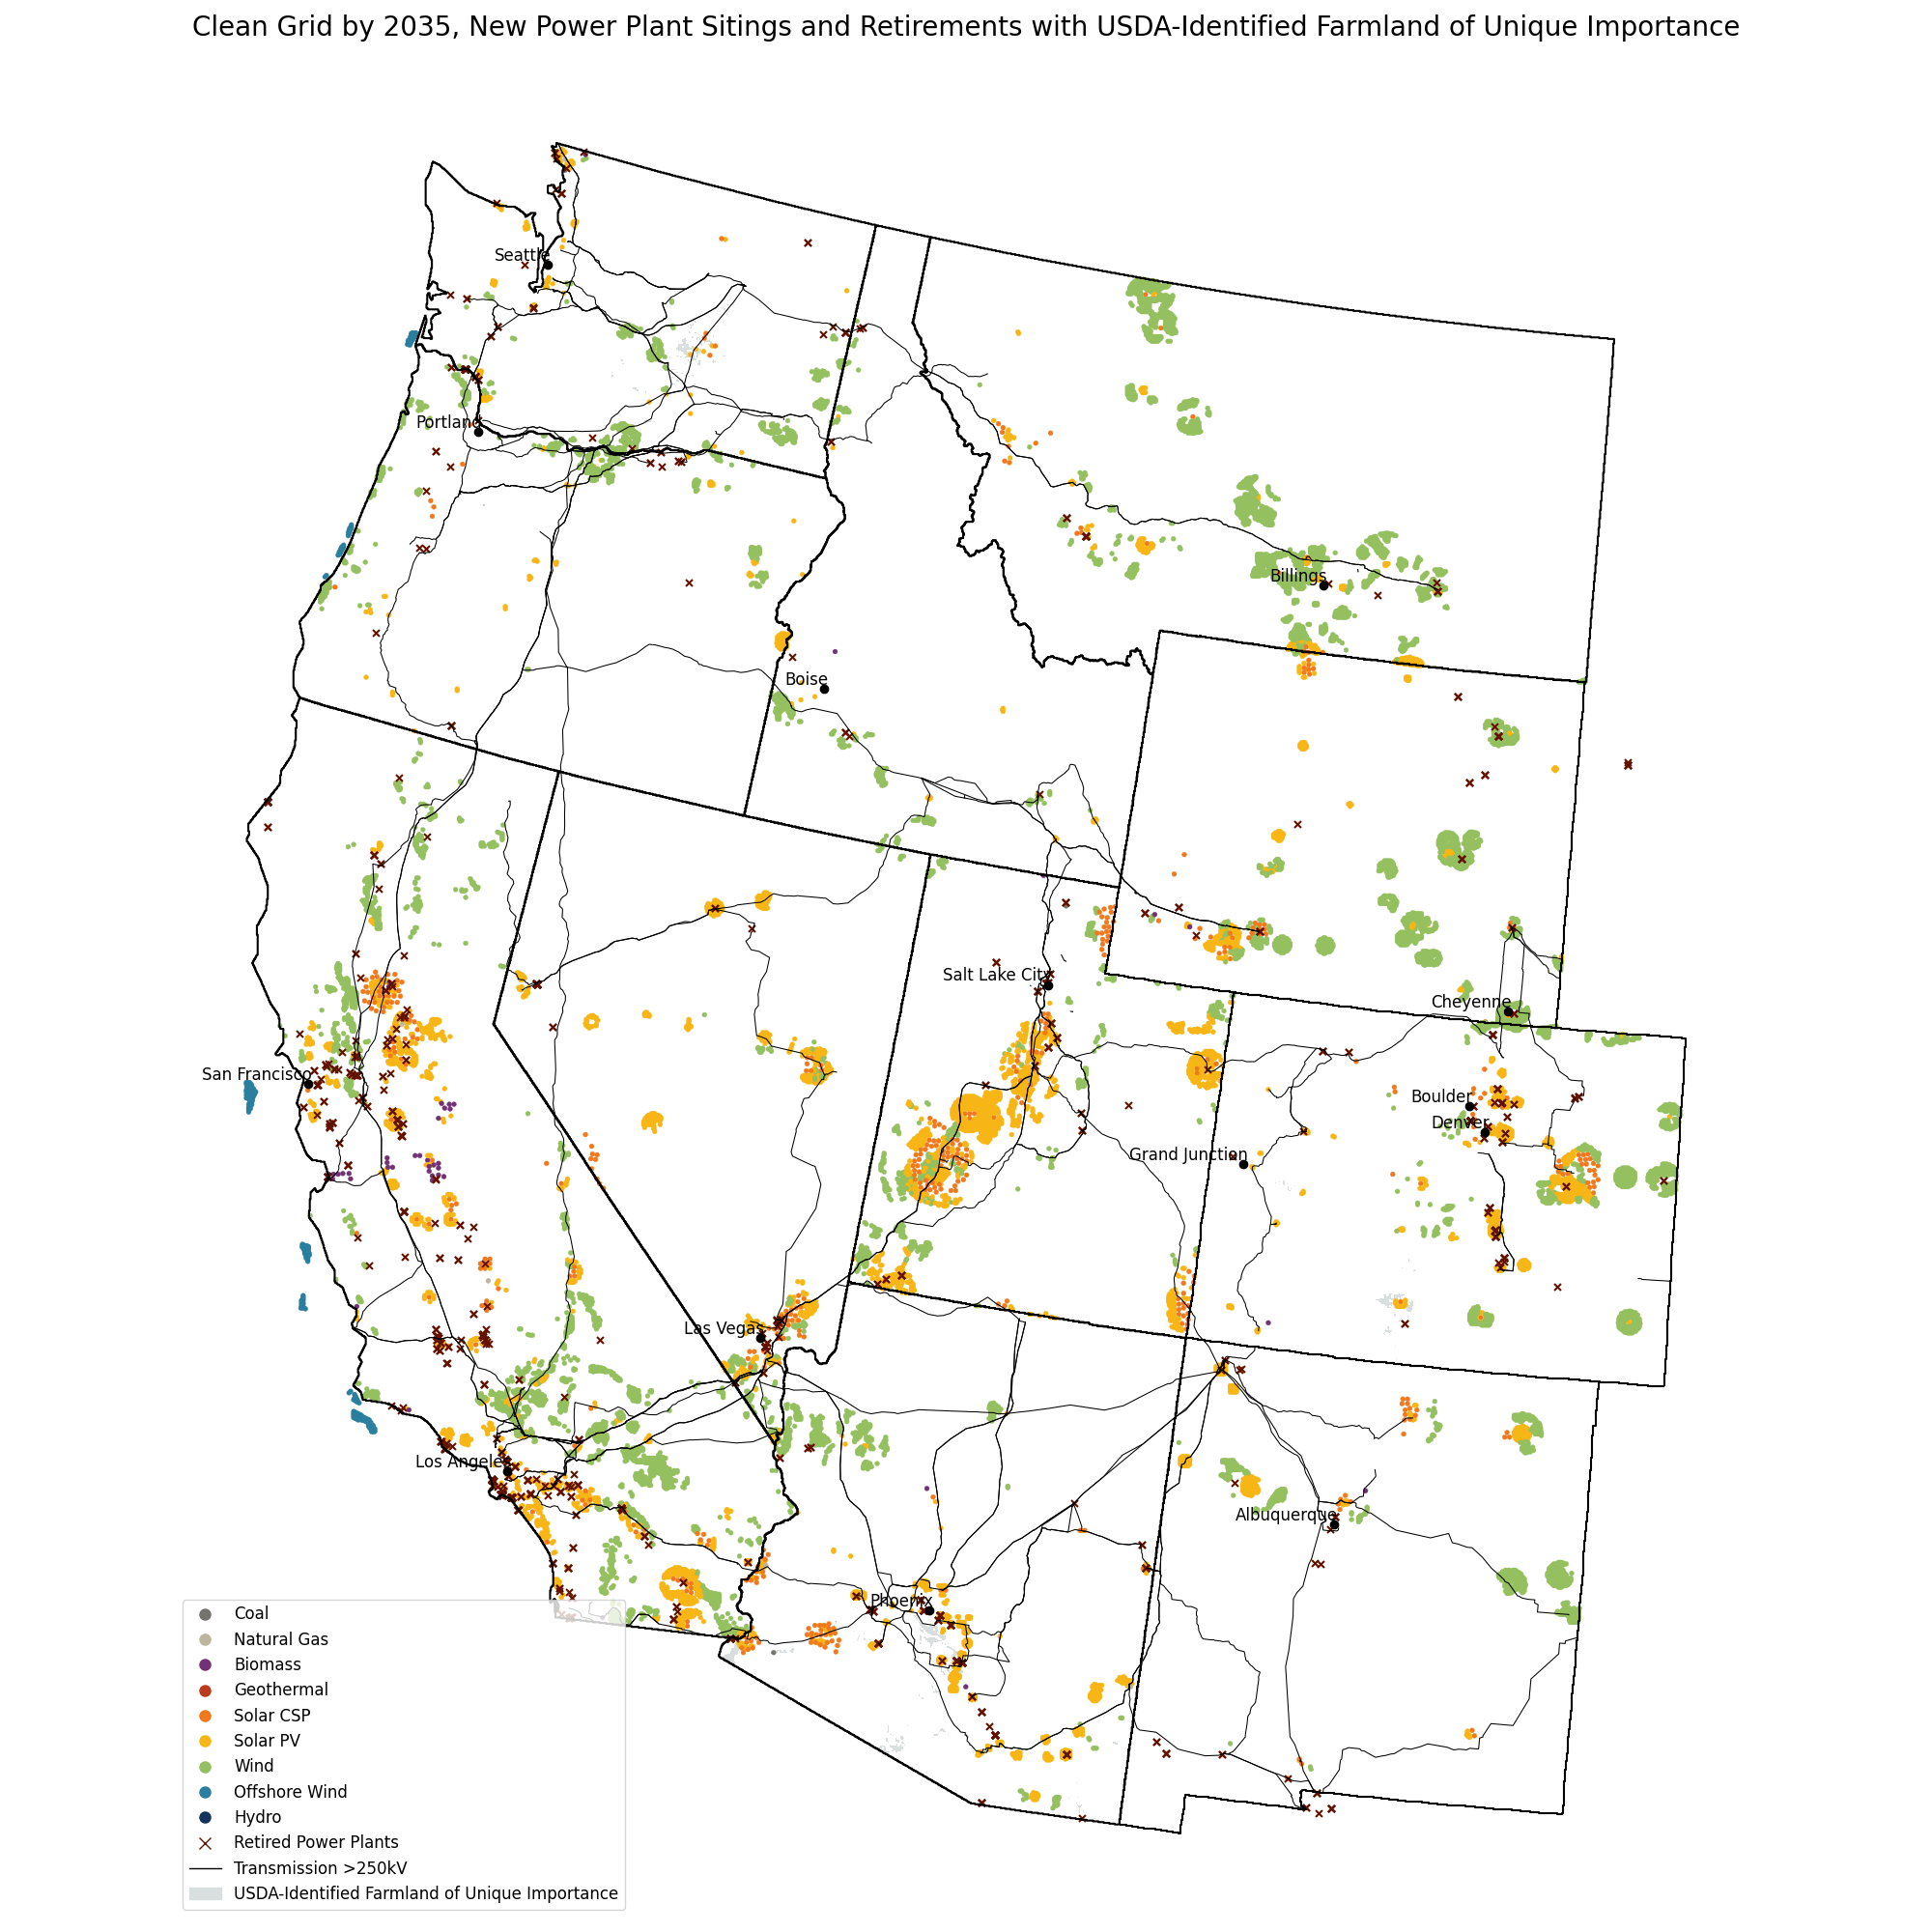 Clean Grid by 2035, New Power Plant Sitings and Retirements with USDA-Identified Farmland of Unique Importance
Seattle
Portland
Billings
Boise
Salt Lake City
Cheyenne
San Francisco
Boulder
Denver
Grand Junction
Las Vegas
Los Angeles
Albuquerque
Phoenix
Coal
Natural Gas
Biomass
Geothermal
Solar CSP
Solar PV
Wind
Offshore Wind
Hydro
Retired Power Plants
Transmission >250kV
USDA-Identified Farmland of Unique Importance